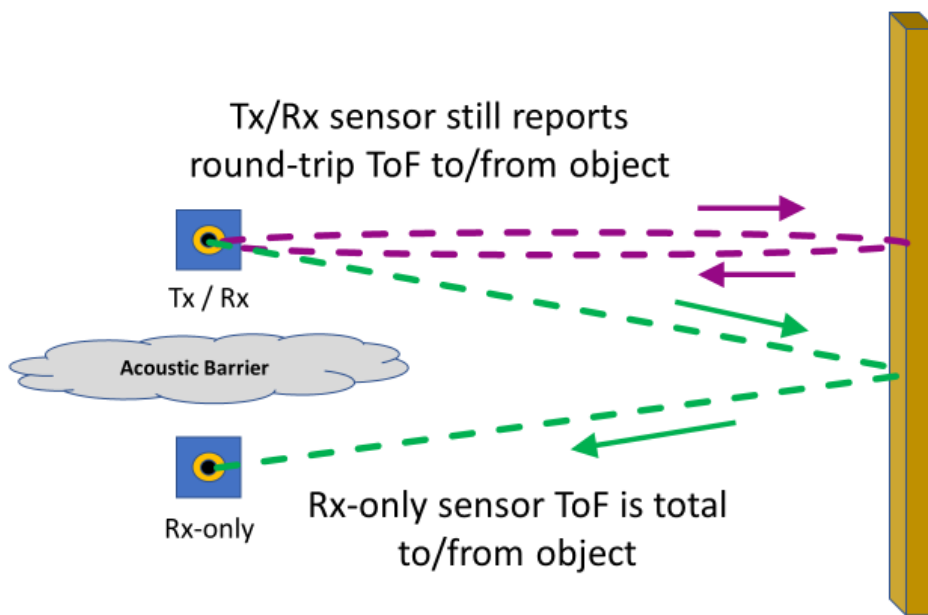 Tx/Rx sensor still reports
round-trip ToF to/from object
Tx / Rx
Acoustic Barrier
Rx-only
Rx-only sensor ToF is total
to/from object